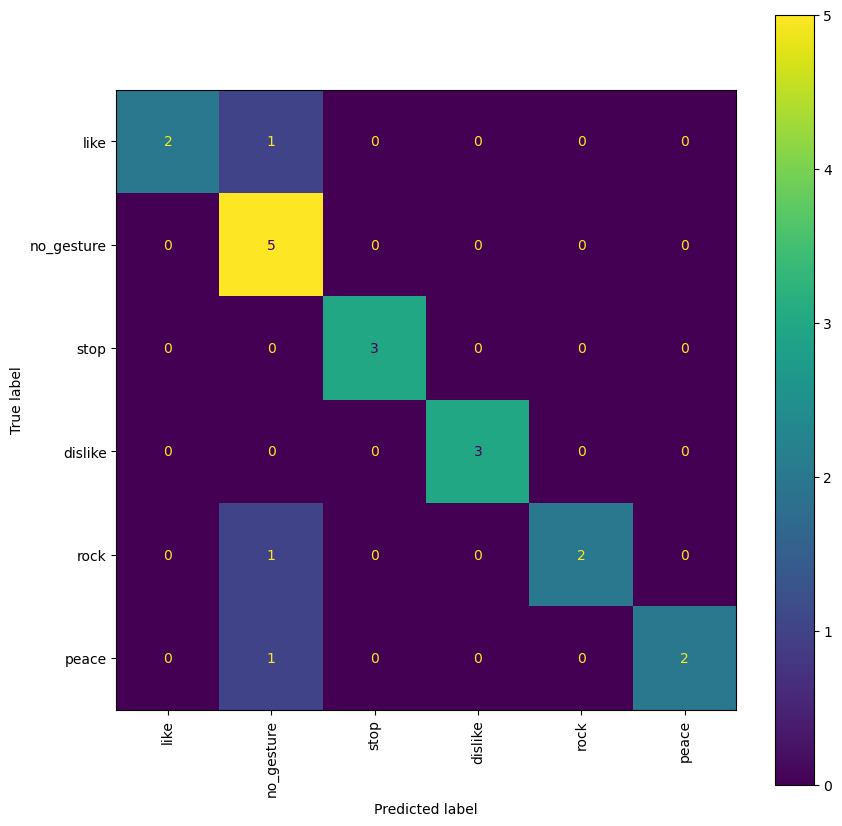 5
like 2 1 0 0 0 0
4
no_gesture 0 5 0 0 0 0
stop 0 0 3 0 0 0
3
True label
dislike 0 0 0 3 0 0
2
rock 0 1 0 0 2 0
1
peace 0 1 0 0 0 2
0
like no_gesture stop dislike rock peace
Predicted label